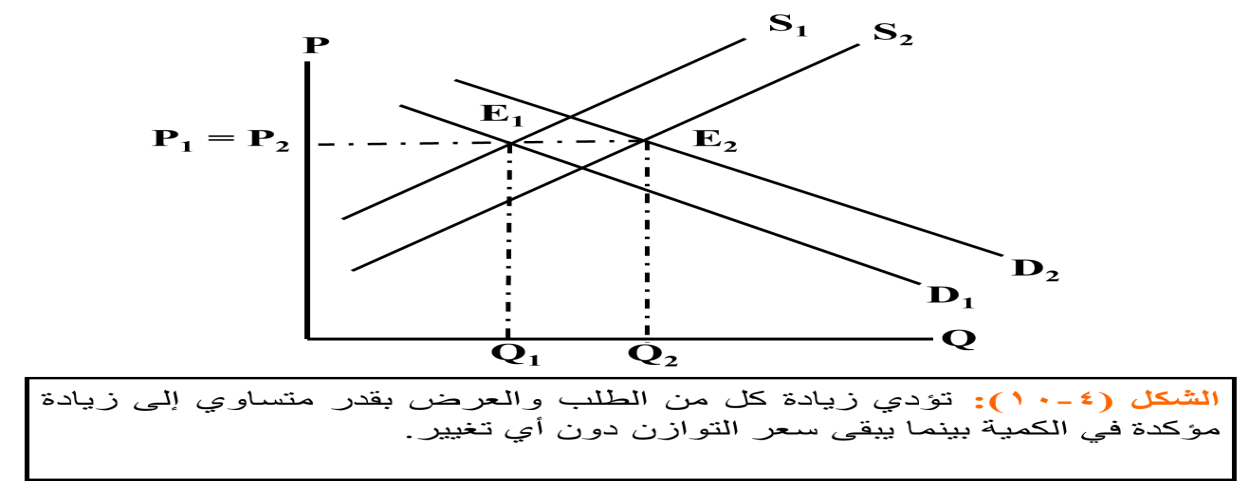 P
S₁
S₂
E₁
P₁ = P₂
E₂
D₂
D₁
Q₁
Q₂
Q
الشكل (٤-١٠): تؤدي زيادة كل من الطلب والعرض بقدر متساوي إلى زيادة
مؤكدة في الكمية بينما يبقى سعر التوازن دون أي تغيير.